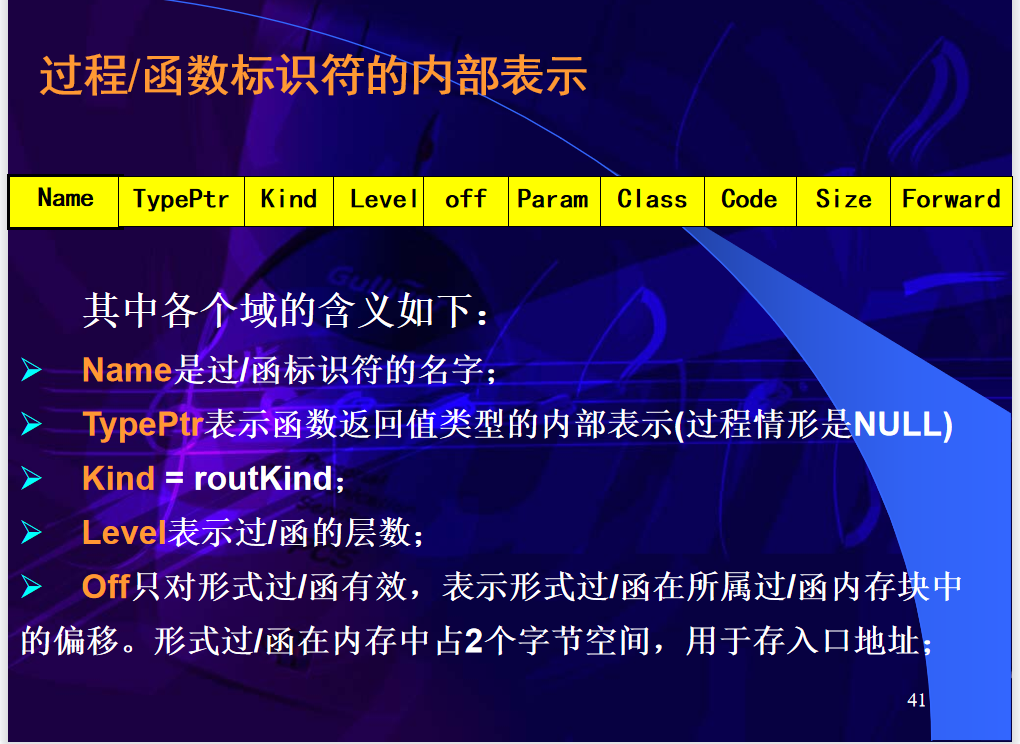 过程/函数标识符的内部表示
Name TypePtr Kind Level off Param Class Code Size Forward
其中各个域的含义如下：
Name是过/函标识符的名字；
TypePtr表示函数返回值类型的内部表示(过程情形是NULL)
Kind = routKind；
Level表示过/函的层数；
Off只对形式过/函有效，表示形式过/函在所属过/函内存块中
的偏移。形式过/函在内存中占2个字节空间，用于存入口地址；
41